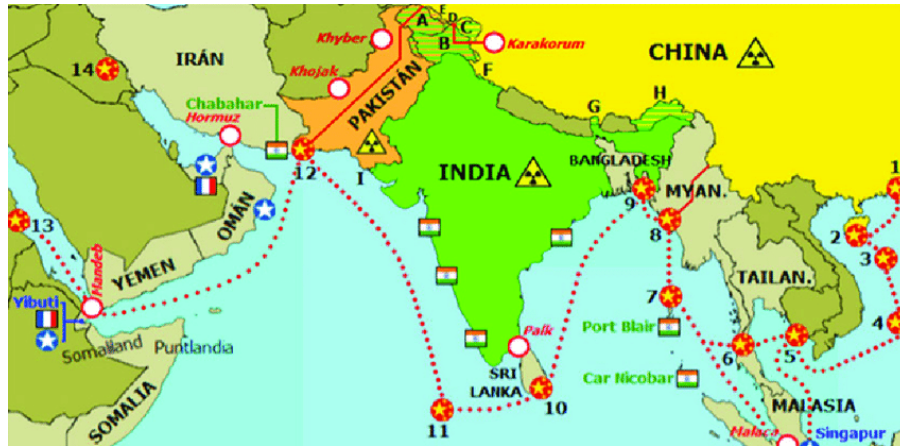 A
E
D
C
Khyber
B
Karakorum
CHINA
IRÁN
14
Khojak
PAKISTÁN
F
Chabahar
Hormuz
H
G
INDIA
BANGLADESH
12
I
MYAN.
1
OMÁN
9
8
2
13
3
YEMEN
TAILAN.
Mandeb
7
Yibuti
4
Port Blair
Palk
Somaliland
Puntlandia
6
5
SRI
LANKA
Car Nicobar
SOMALIA
10
11
MALASIA
Malaca
Singapur